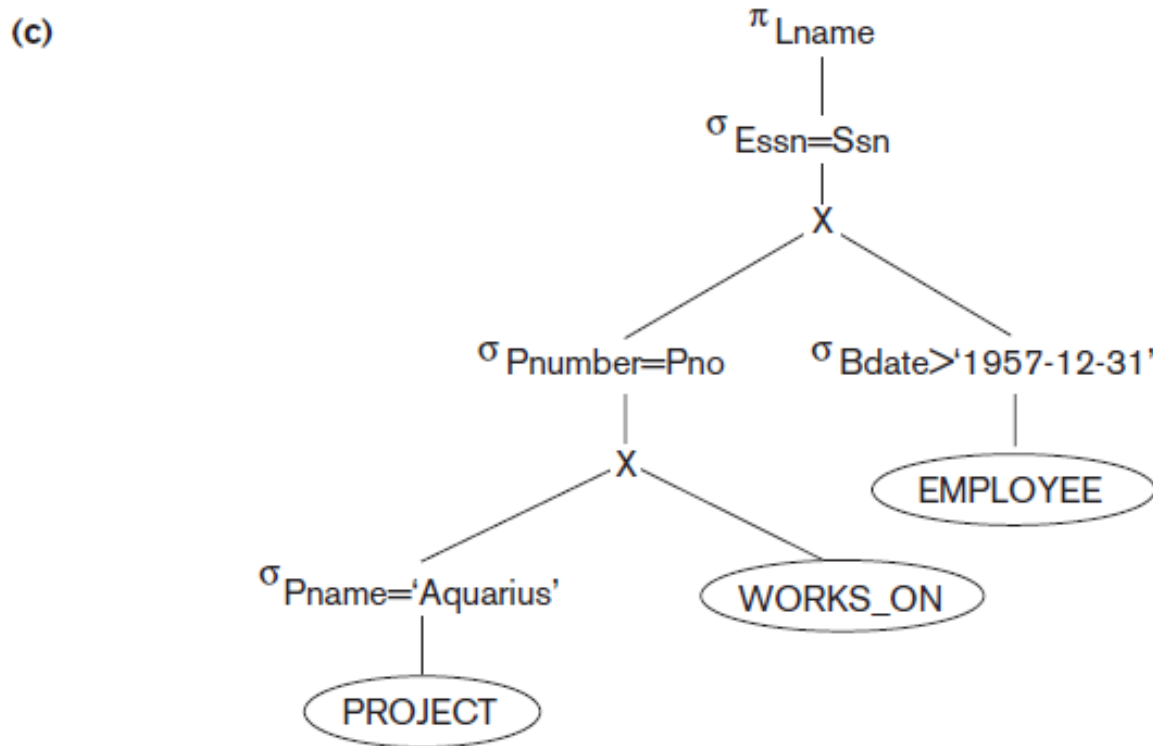 (c)
π Lname
σ Essn=Ssn
X
σ Pnumber=Pno
σ Bdate>‘1957-12-31’
X
EMPLOYEE
σ Pname=‘Aquarius’
WORKS_ON
PROJECT